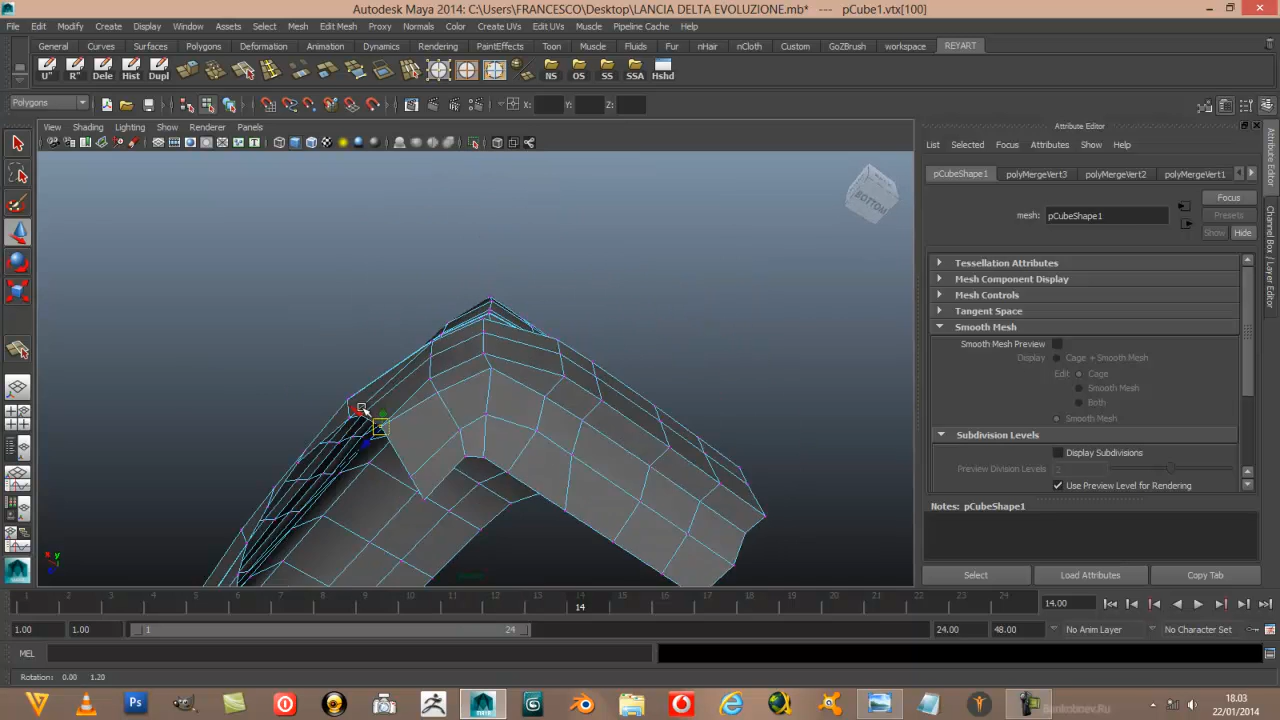 Autodesk Maya 2014: C:\Users\FRANCESCO\Desktop\LANCIA DELTA EVOLUZIONE.mb* --- pCube1.vtx[100]
File Edit Modify Create Display Window Assets Select Mesh Edit Mesh Proxy Normals Color Create UVs Edit UVs Muscle Pipeline Cache Help
General Curves Surfaces Polygons Deformation Animation Dynamics Rendering PaintEffects Toon Muscle Fluids Fur nHair nCloth Custom GoZBrush workspace REYART
U" R" Dele Hist Dupl NS OS SS SSA Hshd
Polygons X: Y: Z:
View Shading Lighting Show Renderer Panels
Attribute Editor
List Selected Focus Attributes Show Help
pCubeShape1 polyMergeVert3 polyMergeVert2 polyMergeVert1
Focus
mesh: pCubeShape1
Presets
Show Hide
BOTTOM
Tessellation Attributes
Mesh Component Display
Mesh Controls
Tangent Space
Smooth Mesh
Smooth Mesh Preview
Display Cage + Smooth Mesh
Edit Cage
Smooth Mesh
Both
Smooth Mesh
Subdivision Levels
Display Subdivisions
Preview Division Levels 2
Use Preview Level for Rendering
Notes: pCubeShape1
Select Load Attributes Copy Tab
Attribute Editor
Channel Box / Layer Editor
x y
1 2 3 4 5 6 7 8 9 10 11 12 13 14 15 16 17 18 19 20 21 22 23 24
14
14.00
1.00 1.00 1 24 24.00 48.00 No Anim Layer No Character Set
MEL
Rotation: 0.00 1.20
Ps
18.03
22/01/2014